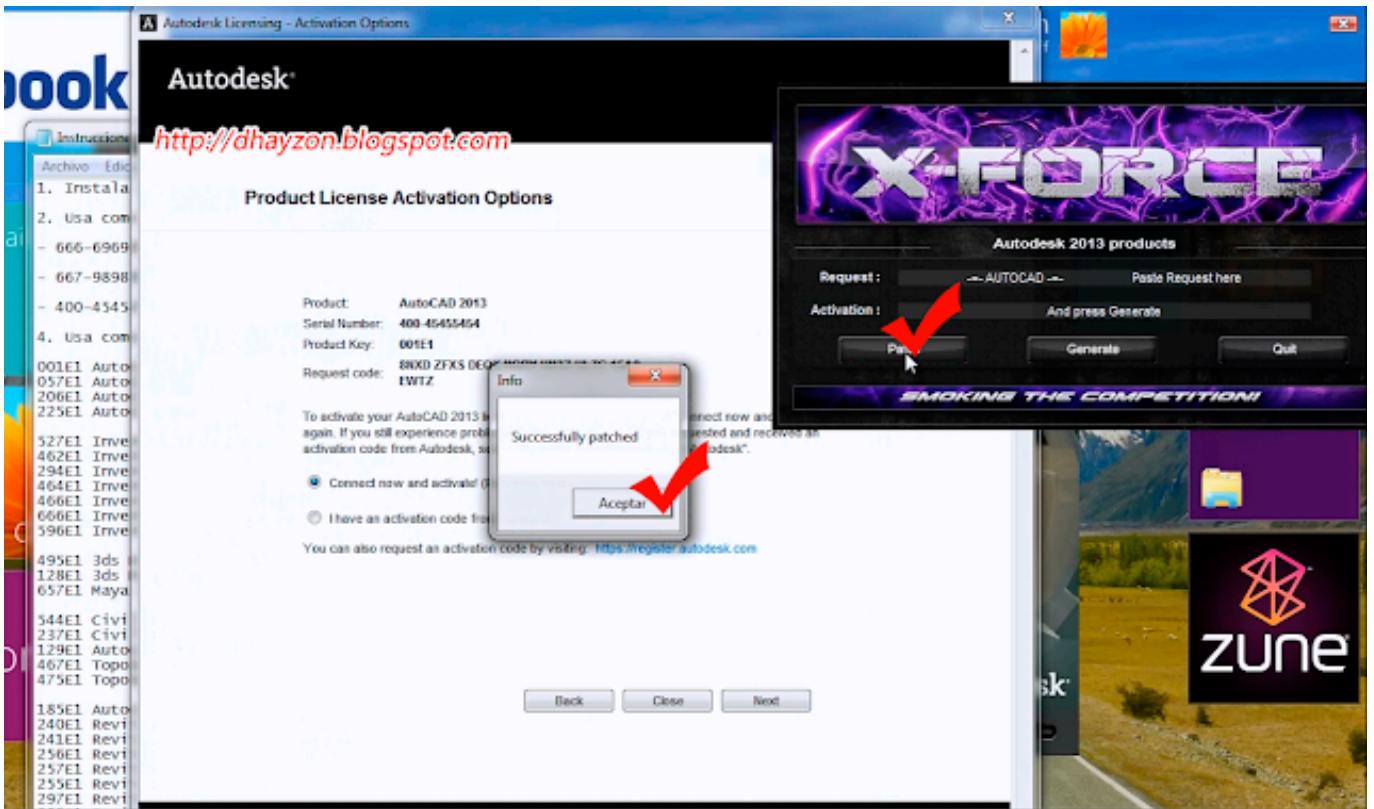 Autodesk Licensing - Activation Options
Autodesk
http://dhayzon.blogspot.com
book
Instruccione
Archivo Edic
1. Instala
2. Usa com
- 666-6969
- 667-9898
- 400-4545
4. Usa com
001E1 Auto
057E1 Auto
206E1 Auto
225E1 Auto
527E1 Inve
462E1 Inve
294E1 Inve
464E1 Inve
466E1 Inve
666E1 Inve
596E1 Inve
495E1 3ds
128E1 3ds
657E1 Maya
544E1 Civi
237E1 Civi
129E1 Auto
467E1 Topo
475E1 Topo
185E1 Auto
240E1 Revi
241E1 Revi
256E1 Revi
257E1 Revi
255E1 Revi
297E1 Revi
Product License Activation Options
Product: AutoCAD 2013
Serial Number: 400-45455454
Product Key: 001E1
Request code: 8NXD ZFXS
EWTZ
To activate your AutoCAD 2013
again. If you still experience
activation code from Autodesk,
Connect now and activate!
I have an activation code from
You can also request an activation code by visiting: https://register.autodesk.com
Back Close Next
Info
Successfully patched
Aceptar
X-FORCE
Autodesk 2013 products
Request : -= AUTOCAD =- Paste Request here
Activation : And press Generate
Generate Quit
SMOKING THE COMPETITION!
zune